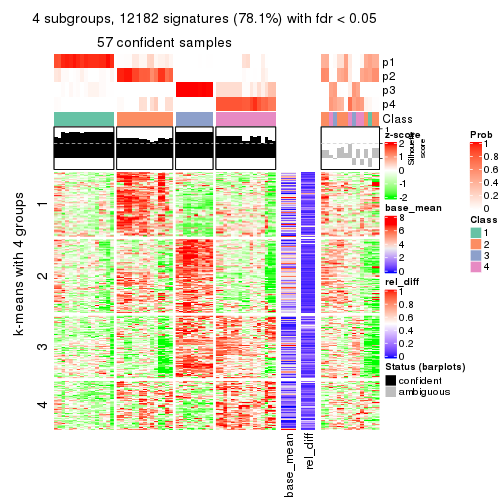 4 subgroups, 12182 signatures (78.1%) with fdr < 0.05
57 confident samples
p1
p2
p3
p4
Class
1
Silhouette score
k-means with 4 groups
1
2
3
4
base_mean
rel_diff
z-score
2
1
0
-1
-2
base_mean
8
6
4
2
0
rel_diff
1
0.8
0.6
0.4
0.2
0
Status (barplots)
confident
ambiguous
Prob
1
0.8
0.6
0.4
0.2
0
Class
1
2
3
4